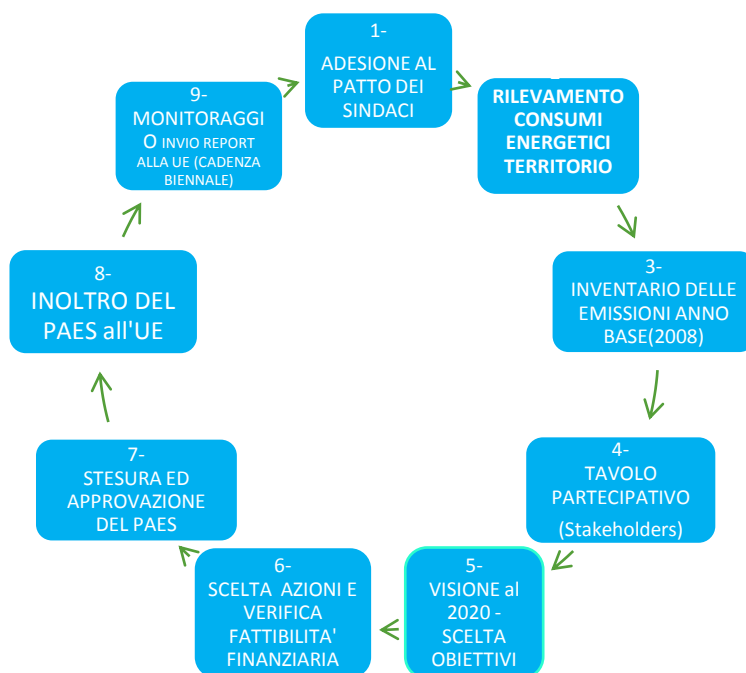 1-
ADESIONE AL
PATTO DEI
SINDACI
RILEVAMENTO
CONSUMI
ENERGETICI
TERRITORIO
3-
INVENTARIO DELLE
EMISSIONI ANNO
BASE(2008)
4-
TAVOLO
PARTECIPATIVO
(Stakeholders)
5-
VISIONE al
2020 -
SCELTA
OBIETTIVI
6-
SCELTA AZIONI E
VERIFICA
FATTIBILITA'
FINANZIARIA
7-
STESURA ED
APPROVAZIONE
DEL PAES
8-
INOLTRO DEL
PAES all'UE
9-
MONITORAGGI
O INVIO REPORT
ALLA UE (CADENZA
BIENNALE)